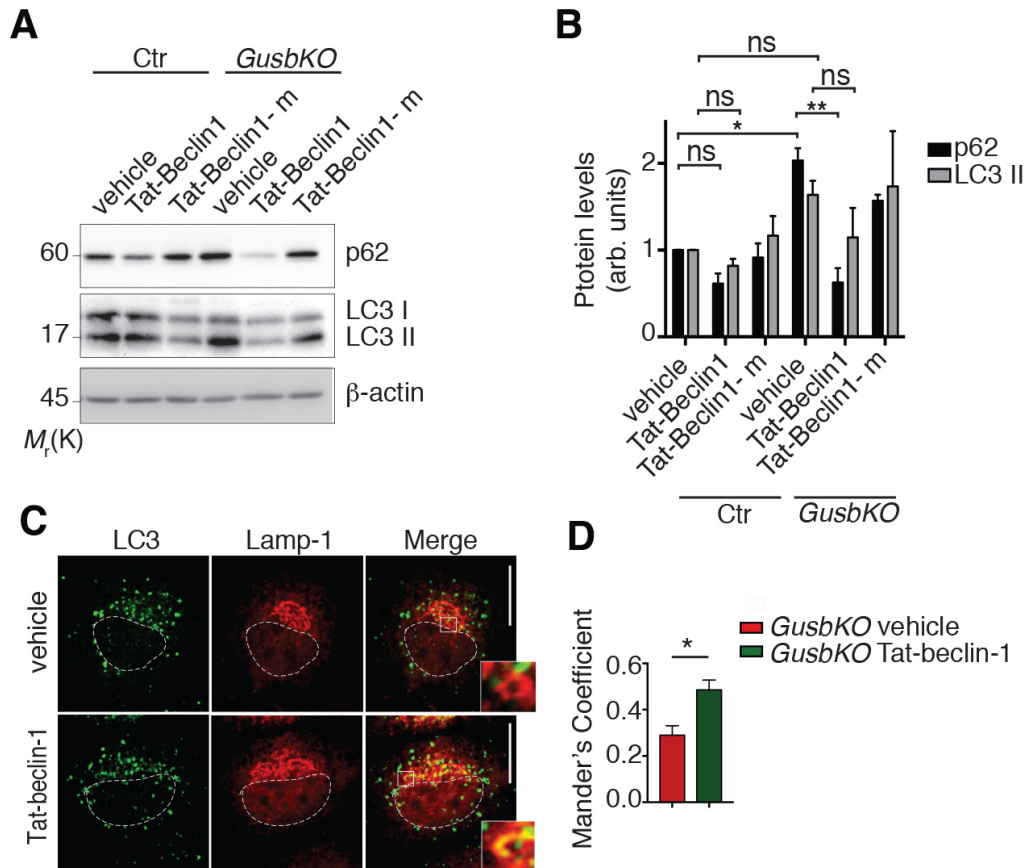 A
Ctr GusbKO
vehicle
Tat-Beclin1
Tat-Beclin1- m
vehicle
Tat-Beclin1
Tat-Beclin1- m
60 p62
LC3 I
17 LC3 II
45 β-actin
Mr(K)
B
ns
ns ns
* **
ns
p62
LC3 II
Ptotein levels
(arb. units)
2
1
0
vehicle
Tat-Beclin1
Tat-Beclin1- m
vehicle
Tat-Beclin1
Tat-Beclin1- m
Ctr GusbKO
C
LC3 Lamp-1 Merge
vehicle
Tat-beclin-1
D
GusbKO vehicle
GusbKO Tat-beclin-1
*
Mander's Coefficient
0.6
0.4
0.2
0.0